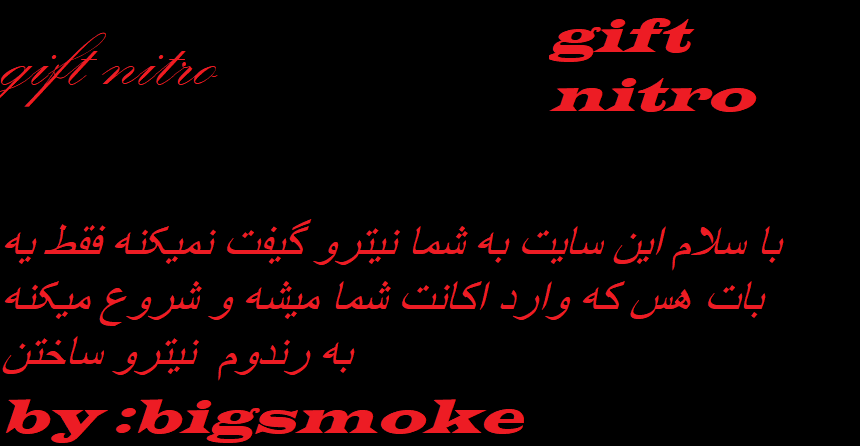 gift nitro
gift
nitro
با سلام این سایت به شما نیترو گیفت نمیکنه فقط یه
بات هس که وارد اکانت شما میشه و شروع میکنه
به رندوم نیترو ساختن
by:bigsmoke